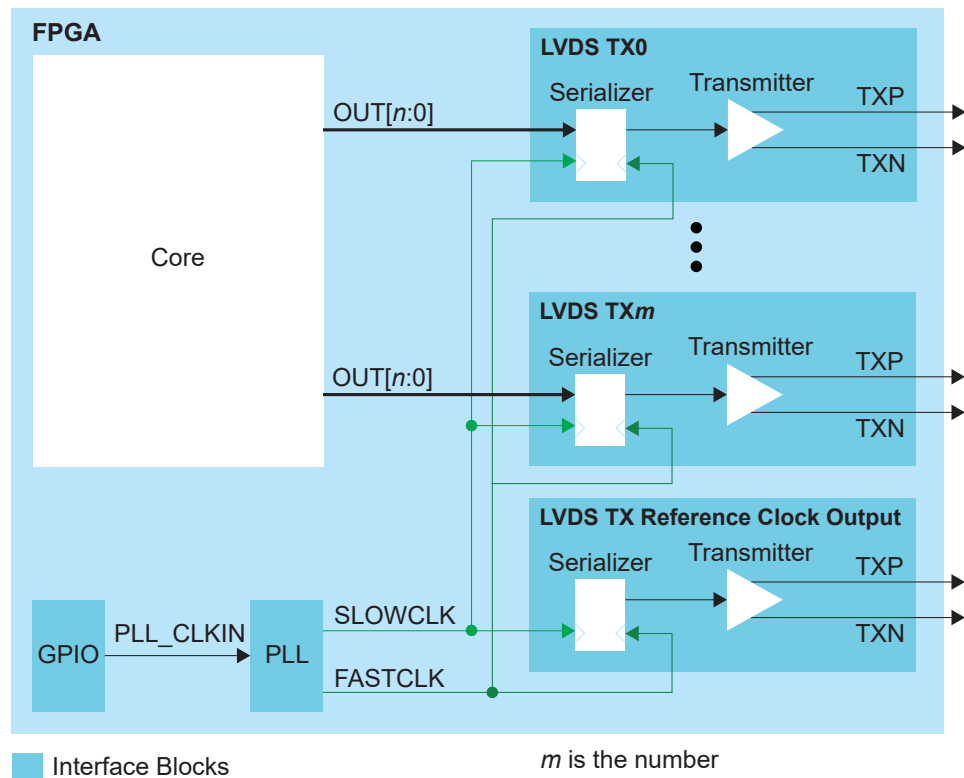 FPGA
LVDS TX0
Serializer
Transmitter
TXP
OUT[n:0]
TXN
Core
LVDS TXm
Serializer
Transmitter
TXP
OUT[n:0]
TXN
LVDS TX Reference Clock Output
Serializer
Transmitter
TXP
SLOWCLK
TXN
GPIO
PLL_CLKIN
PLL
FASTCLK
Interface Blocks
m is the number